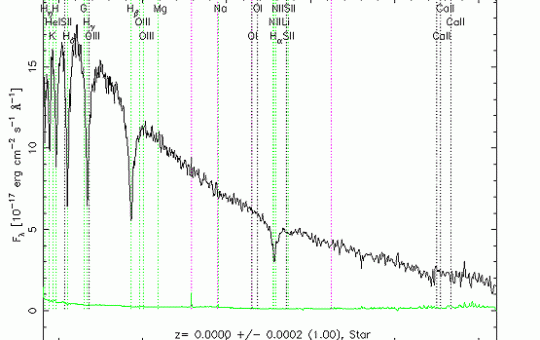 Hη H G Hβ Mg Na OI NII SII CaII
HeI SII Hγ OIII NII Li CaII
K Hδ OIII OIII OI Hα SII CaII
15
10
5
0
Fλ [10⁻¹⁷ erg cm⁻² s⁻¹ Å⁻¹]
z= 0.0000 +/- 0.0002 (1.00), Star